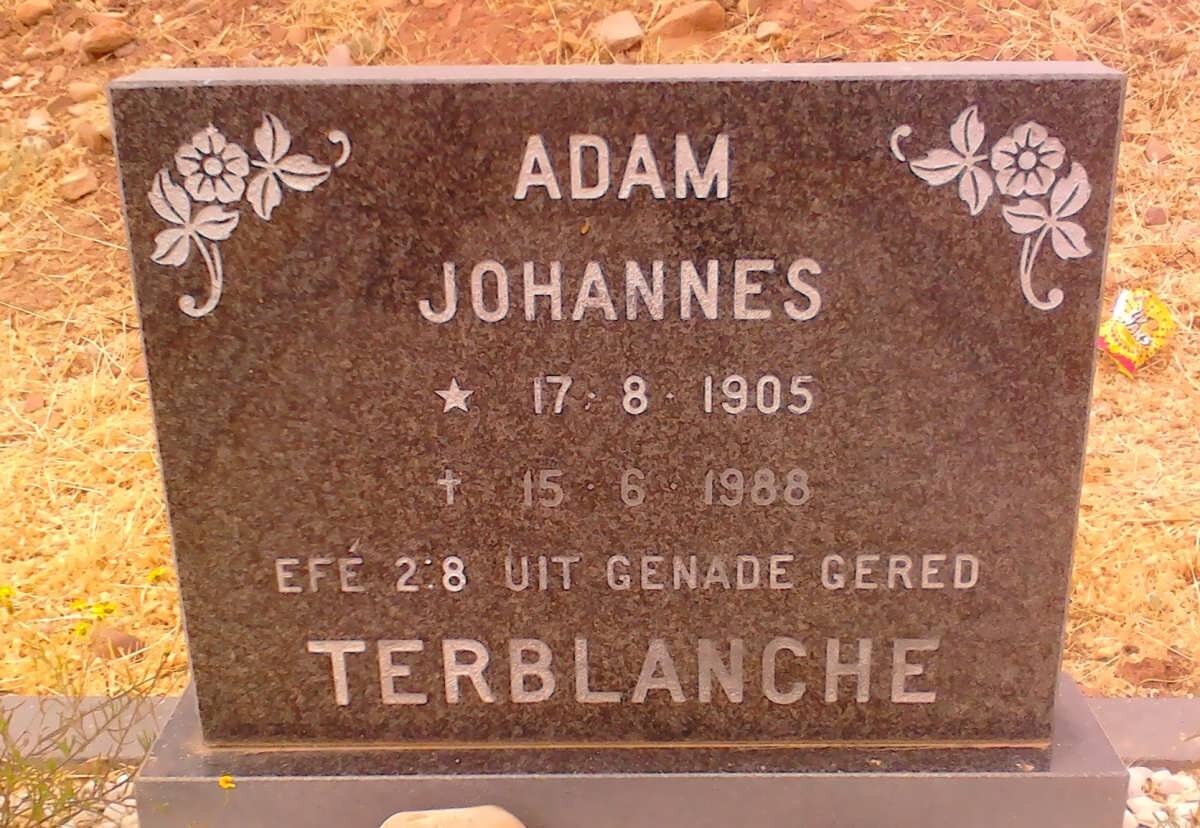 ADAM
JOHANNES
★ 17·8·1905
† 15·6·1988
EFÉ 2:8 UIT GENADE GERED
TERBLANCHE